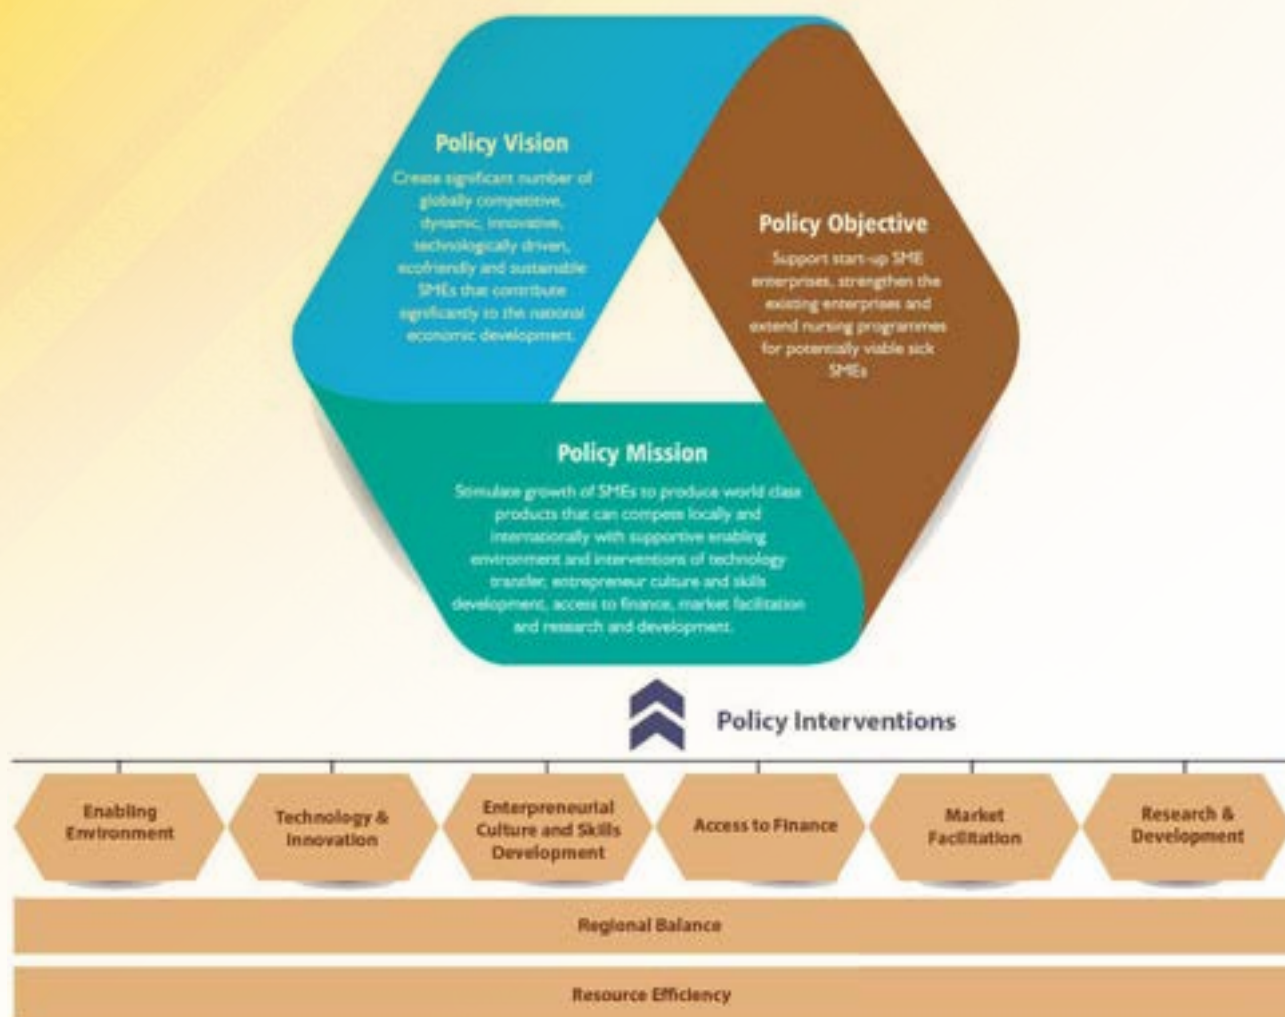 Policy Vision
Create significant number of
globally competitive,
dynamic, innovative,
technologically driven,
ecofriendly and sustainable
SMEs that contribute
significantly to the national
economic development.
Policy Objective
Support start-up SME
enterprises, strengthen the
existing enterprises and
extend nursing programmes
for potentially viable sick
SMEs
Policy Mission
Stimulate growth of SMEs to produce world class
products that can compete locally and
internationally with supportive enabling
environment and interventions of technology
transfer, entrepreneur culture and skills
development, access to finance, market facilitation
and research and development.
Policy Interventions
Enabling
Environment
Technology &
Innovation
Enterpreneurial
Culture and Skills
Development
Access to Finance
Market
Facilitation
Research &
Development
Regional Balance
Resource Efficiency